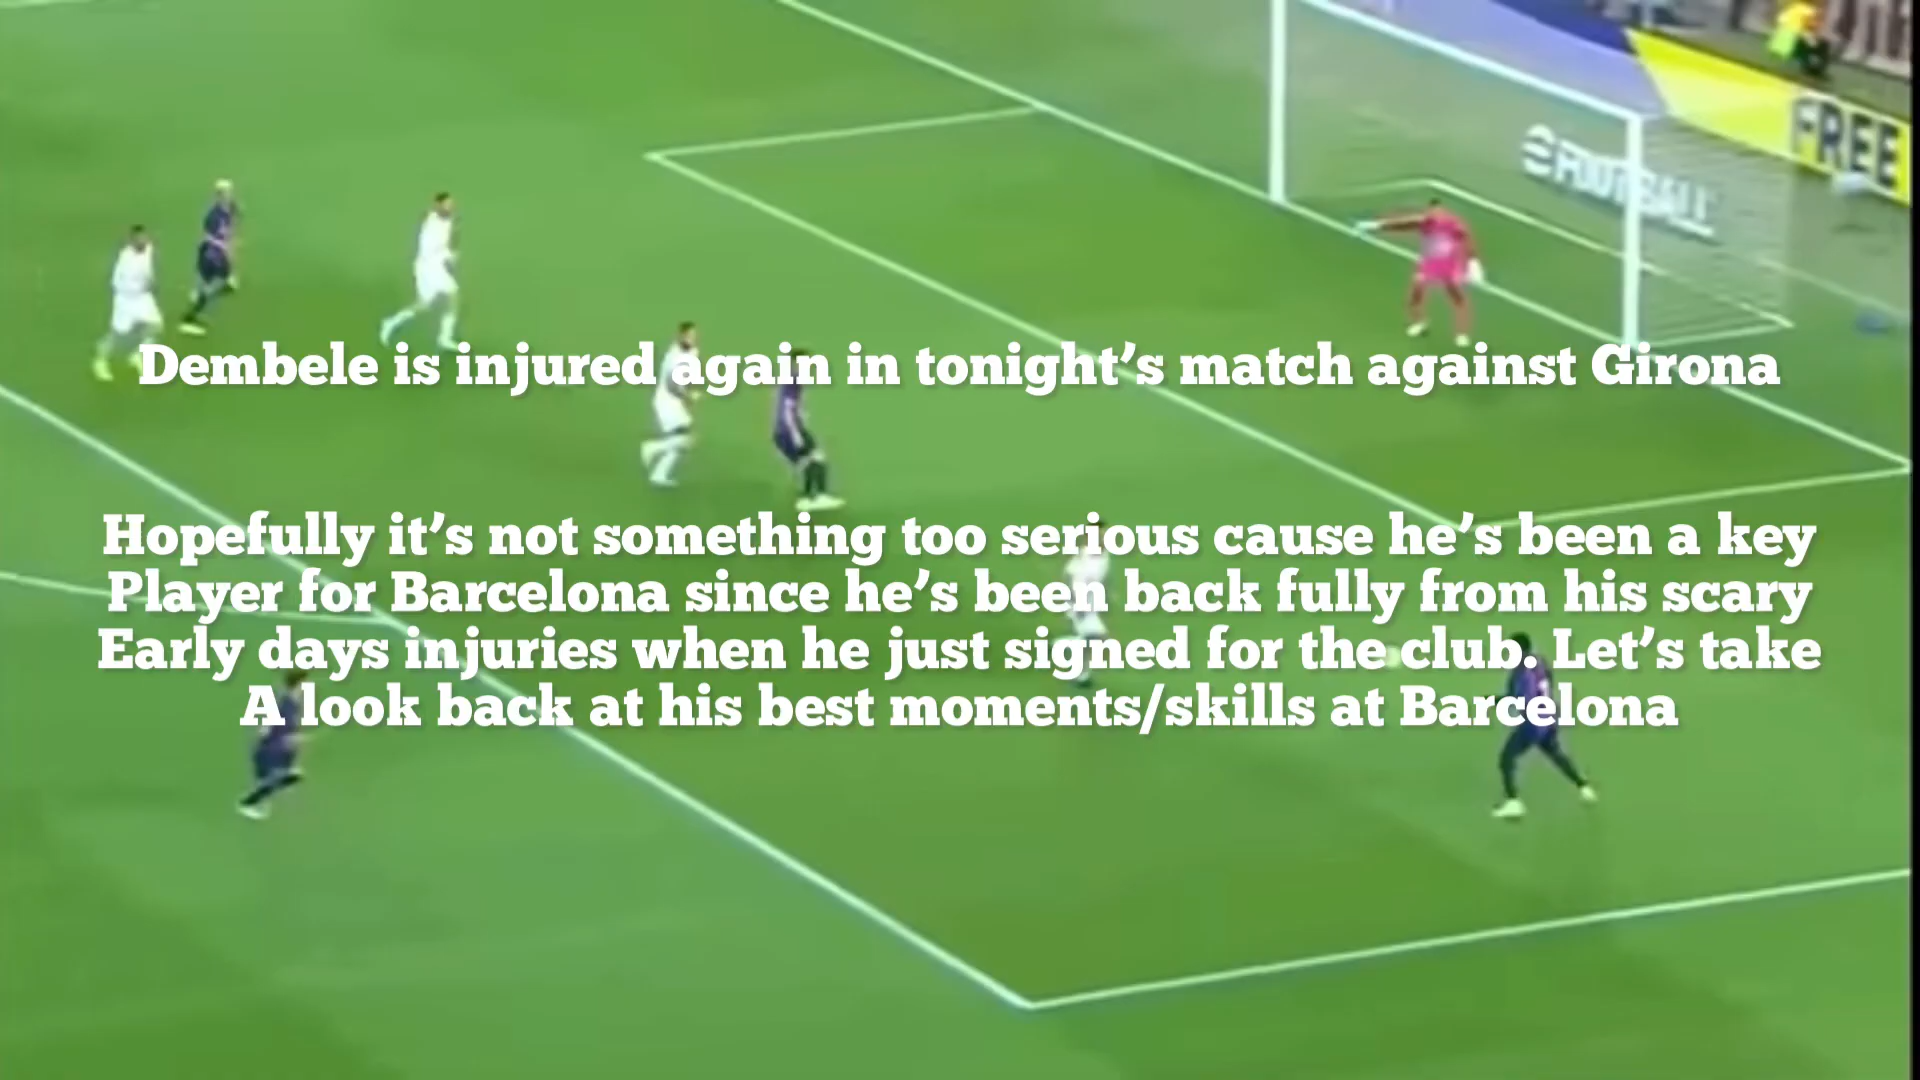 FREE
eFOOTBALL
Dembele is injured again in tonight’s match against Girona
Hopefully it’s not something too serious cause he’s been a key
Player for Barcelona since he’s been back fully from his scary
Early days injuries when he just signed for the club. Let’s take
A look back at his best moments/skills at Barcelona